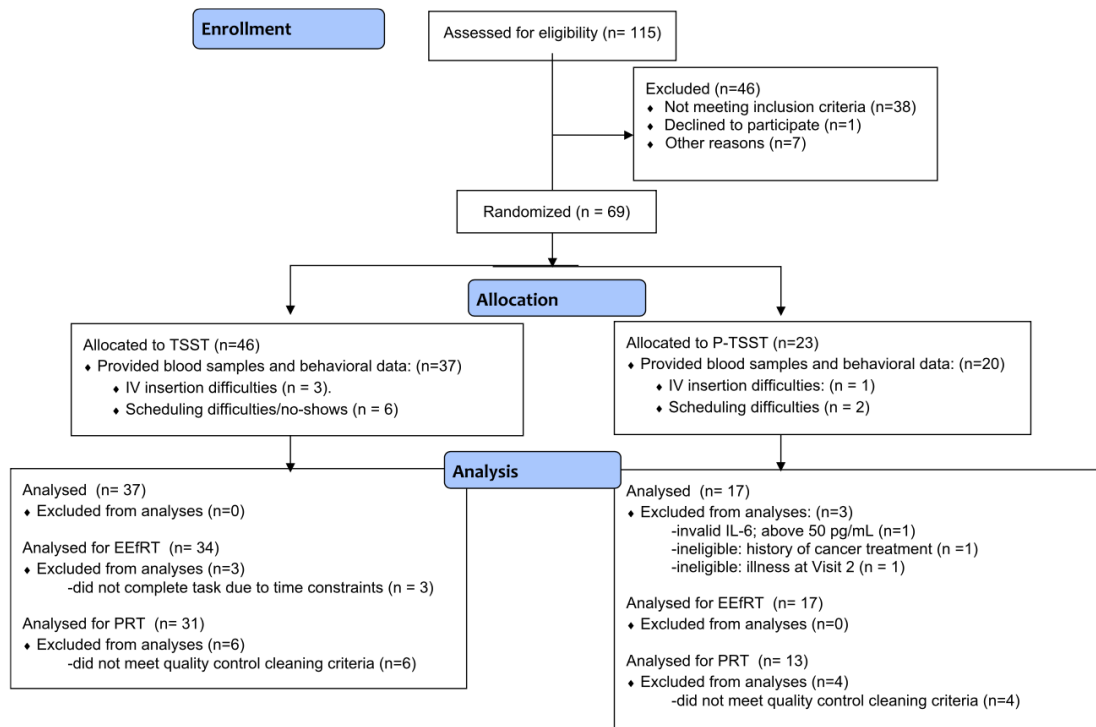 Enrollment
Assessed for eligibility (n= 115)
Excluded (n=46)
⬧ Not meeting inclusion criteria (n=38)
⬧ Declined to participate (n=1)
⬧ Other reasons (n=7)
Randomized (n = 69)
Allocation
Allocated to TSST (n=46)
⬧ Provided blood samples and behavioral data: (n=37)
⬧ IV insertion difficulties (n = 3).
⬧ Scheduling difficulties/no-shows (n = 6)
Allocated to P-TSST (n=23)
⬧ Provided blood samples and behavioral data: (n=20)
⬧ IV insertion difficulties: (n = 1)
⬧ Scheduling difficulties (n = 2)
Analysis
Analysed (n= 37)
⬧ Excluded from analyses (n=0)
Analysed for EEfRT (n= 34)
⬧ Excluded from analyses (n=3)
-did not complete task due to time constraints (n = 3)
Analysed for PRT (n= 31)
⬧ Excluded from analyses (n=6)
-did not meet quality control cleaning criteria (n=6)
Analysed (n= 17)
⬧ Excluded from analyses: (n=3)
-invalid IL-6; above 50 pg/mL (n=1)
-ineligible: history of cancer treatment (n =1)
-ineligible: illness at Visit 2 (n = 1)
Analysed for EEfRT (n= 17)
⬧ Excluded from analyses (n=0)
Analysed for PRT (n= 13)
⬧ Excluded from analyses (n=4)
-did not meet quality control cleaning criteria (n=4)